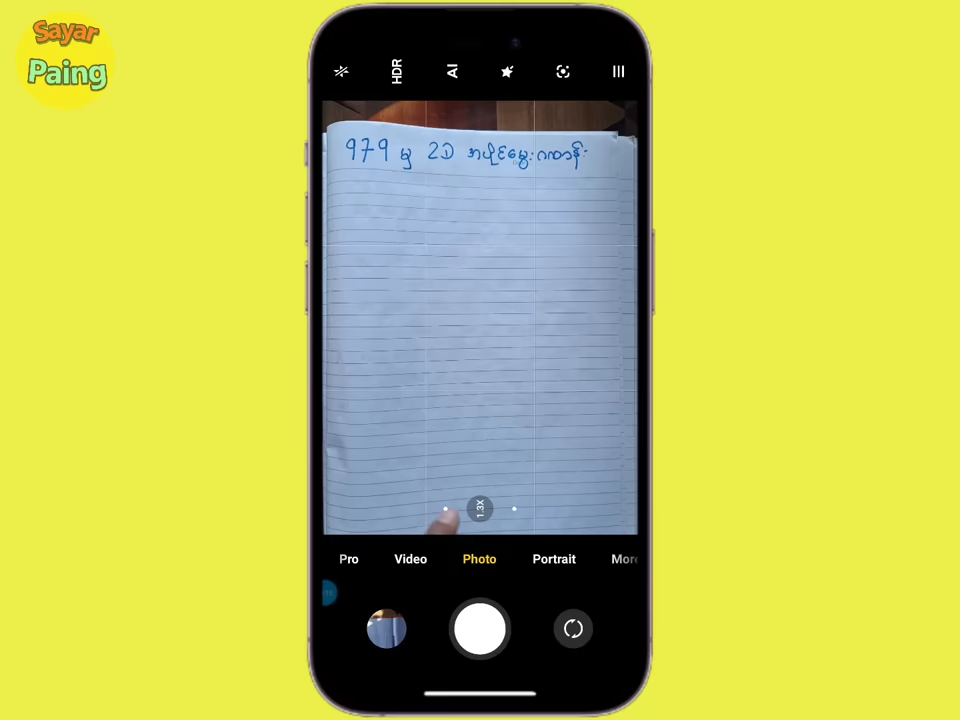 Sayar
Paing
HDR
AI
979 မှ 2D အပိုင်မွေးဂဏာန်း
1.3X
Pro Video Photo Portrait More